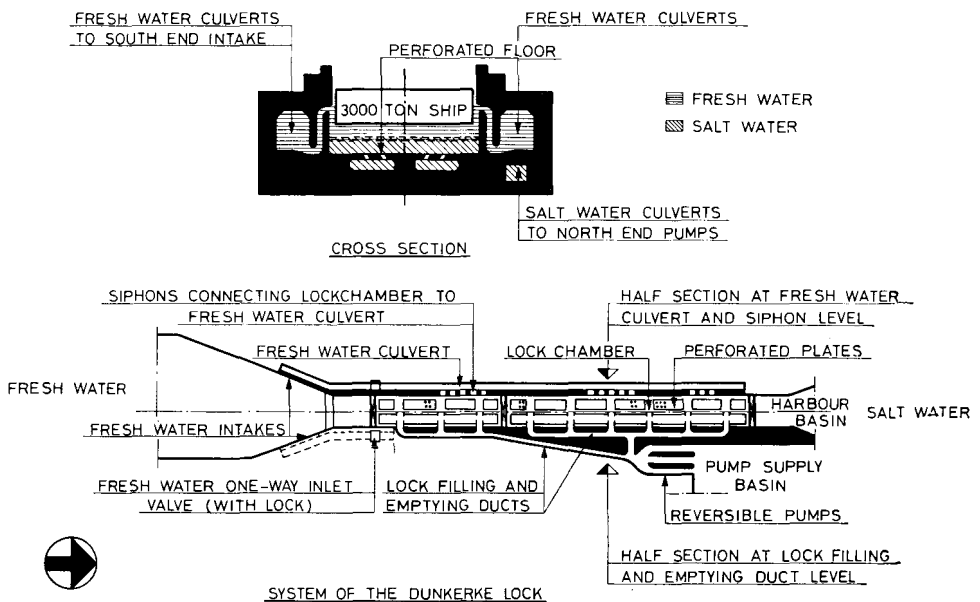 FRESH WATER CULVERTS
TO SOUTH END INTAKE
FRESH WATER CULVERTS
PERFORATED FLOOR
3000 TON SHIP
FRESH WATER
SALT WATER
SALT WATER CULVERTS
TO NORTH END PUMPS
CROSS SECTION
SIPHONS CONNECTING LOCKCHAMBER TO
FRESH WATER CULVERT
HALF SECTION AT FRESH WATER
CULVERT AND SIPHON LEVEL
FRESH WATER CULVERT
LOCK CHAMBER
PERFORATED PLATES
FRESH WATER
HARBOUR
BASIN
SALT WATER
FRESH WATER INTAKES
PUMP SUPPLY
BASIN
FRESH WATER ONE-WAY INLET
VALVE (WITH LOCK)
LOCK FILLING AND
EMPTYING DUCTS
REVERSIBLE PUMPS
HALF SECTION AT LOCK FILLING
AND EMPTYING DUCT LEVEL
SYSTEM OF THE DUNKERKE LOCK